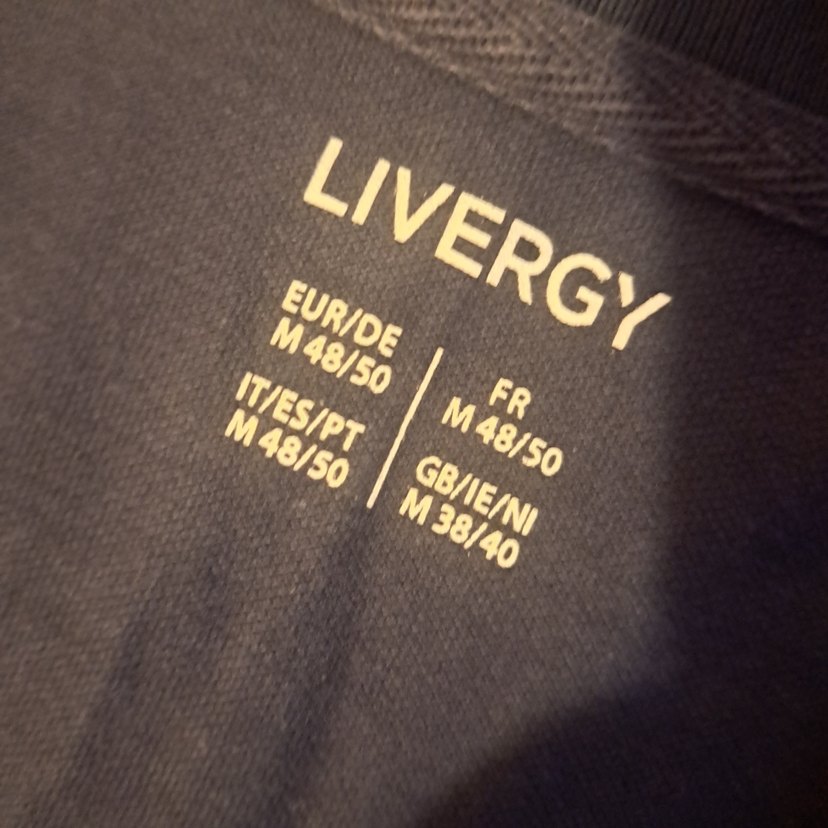 LIVERGY
EUR/DE
M 48/50
IT/ES/PT
M 48/50
FR
M 48/50
GB/IE/NI
M 38/40